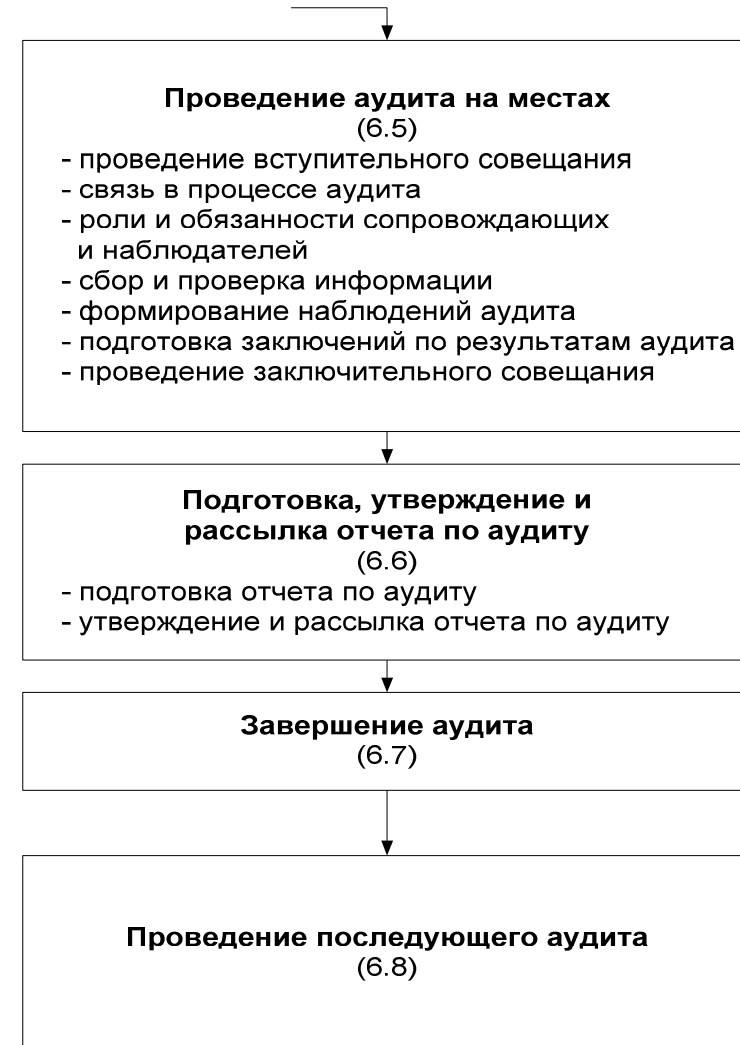 Проведение аудита на местах
(6.5)
- проведение вступительного совещания
- связь в процессе аудита
- роли и обязанности сопровождающих
и наблюдателей
- сбор и проверка информации
- формирование наблюдений аудита
- подготовка заключений по результатам аудита
- проведение заключительного совещания
Подготовка, утверждение и
рассылка отчета по аудиту
(6.6)
- подготовка отчета по аудиту
- утверждение и рассылка отчета по аудиту
Завершение аудита
(6.7)
Проведение последующего аудита
(6.8)